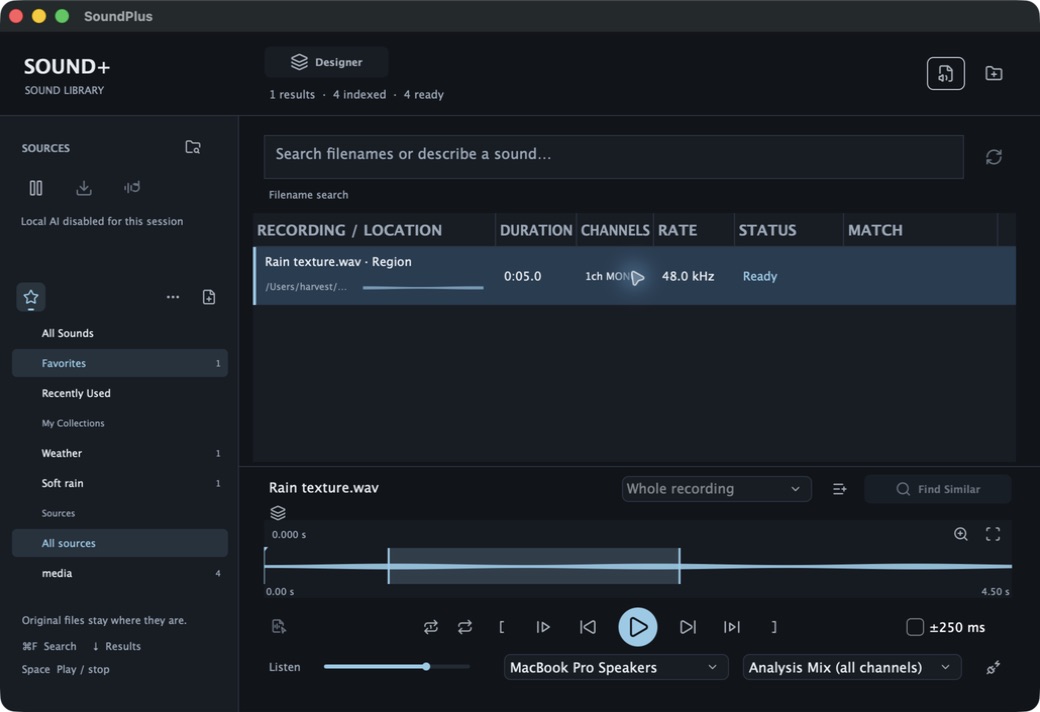 SoundPlus
SOUND+
SOUND LIBRARY
Designer
1 results · 4 indexed · 4 ready
SOURCES
Local AI disabled for this session
All Sounds
Favorites 1
Recently Used
My Collections
Weather 1
Soft rain 1
Sources
All sources
media 4
Original files stay where they are.
⌘F Search ↓ Results
Space Play / stop
Search filenames or describe a sound...
Filename search
RECORDING / LOCATION DURATION CHANNELS RATE STATUS MATCH
Rain texture.wav · Region
/Users/harvest/...
0:05.0 1ch MON 48.0 kHz Ready
Rain texture.wav
Whole recording
Find Similar
0.000 s
0.00 s 4.50 s
±250 ms
Listen
MacBook Pro Speakers
Analysis Mix (all channels)